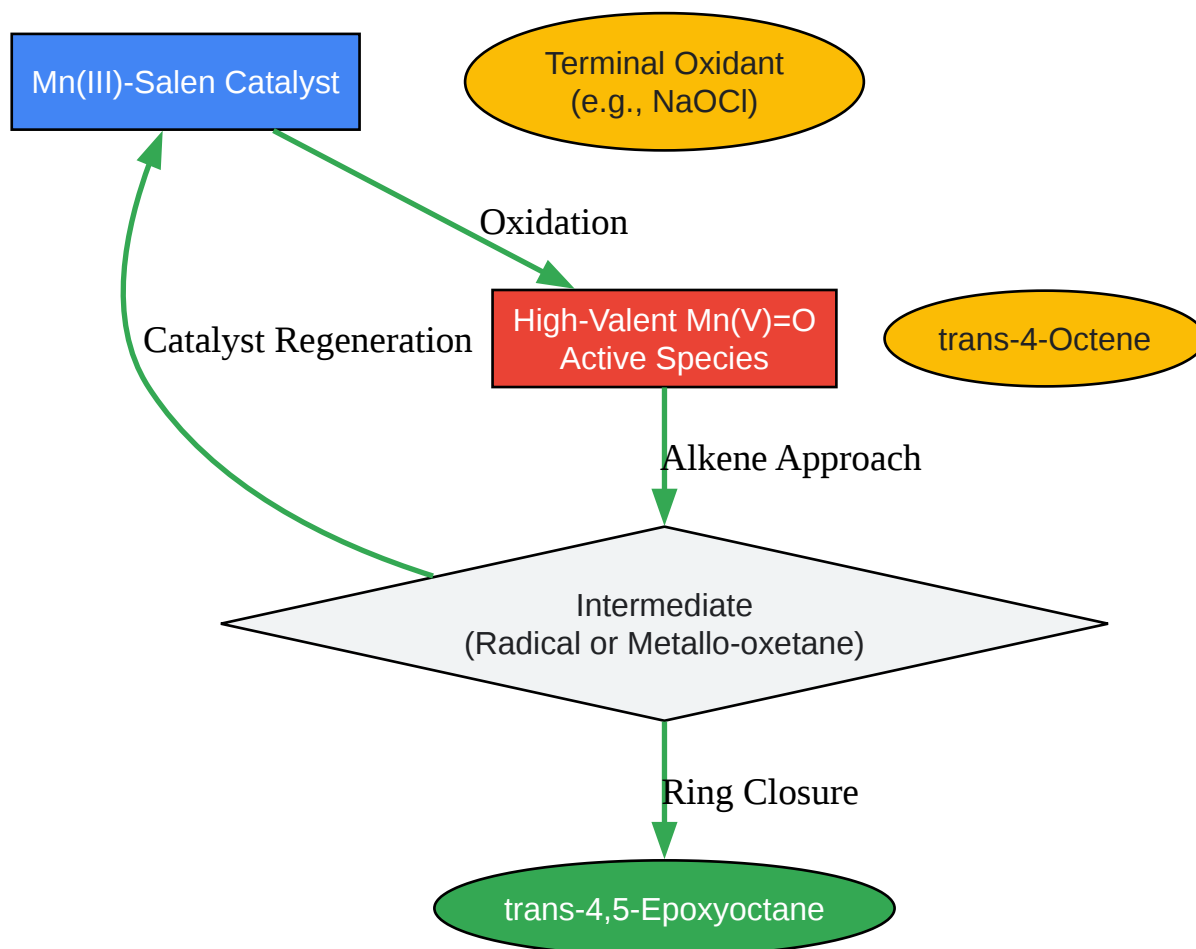 Mn(III)-Salen Catalyst
Terminal Oxidant
(e.g., NaOCl)
Oxidation
High-Valent Mn(V)=O
Active Species
trans-4-Octene
Catalyst Regeneration
Alkene Approach
Intermediate
(Radical or Metallo-oxetane)
Ring Closure
trans-4,5-Epoxyoctane